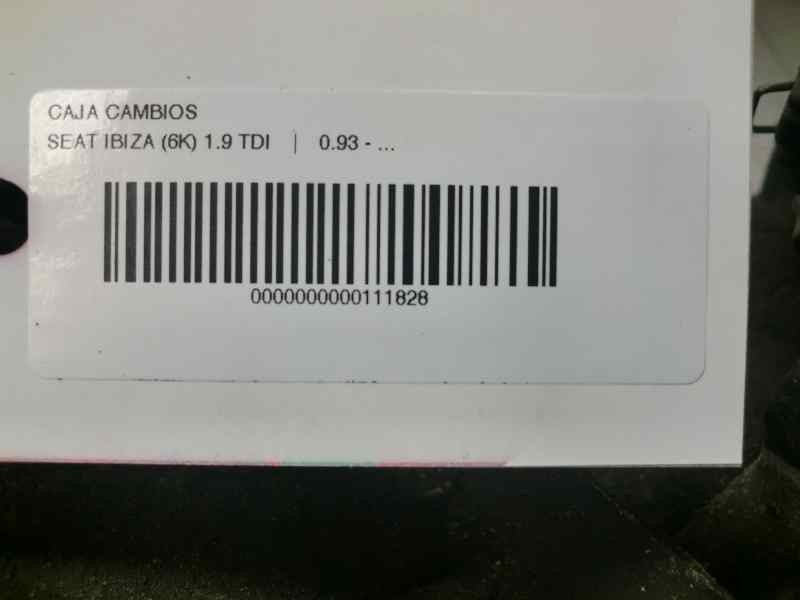 CAJA CAMBIOS
SEAT IBIZA (6K) 1.9 TDI | 0.93 - ...
0000000000111828